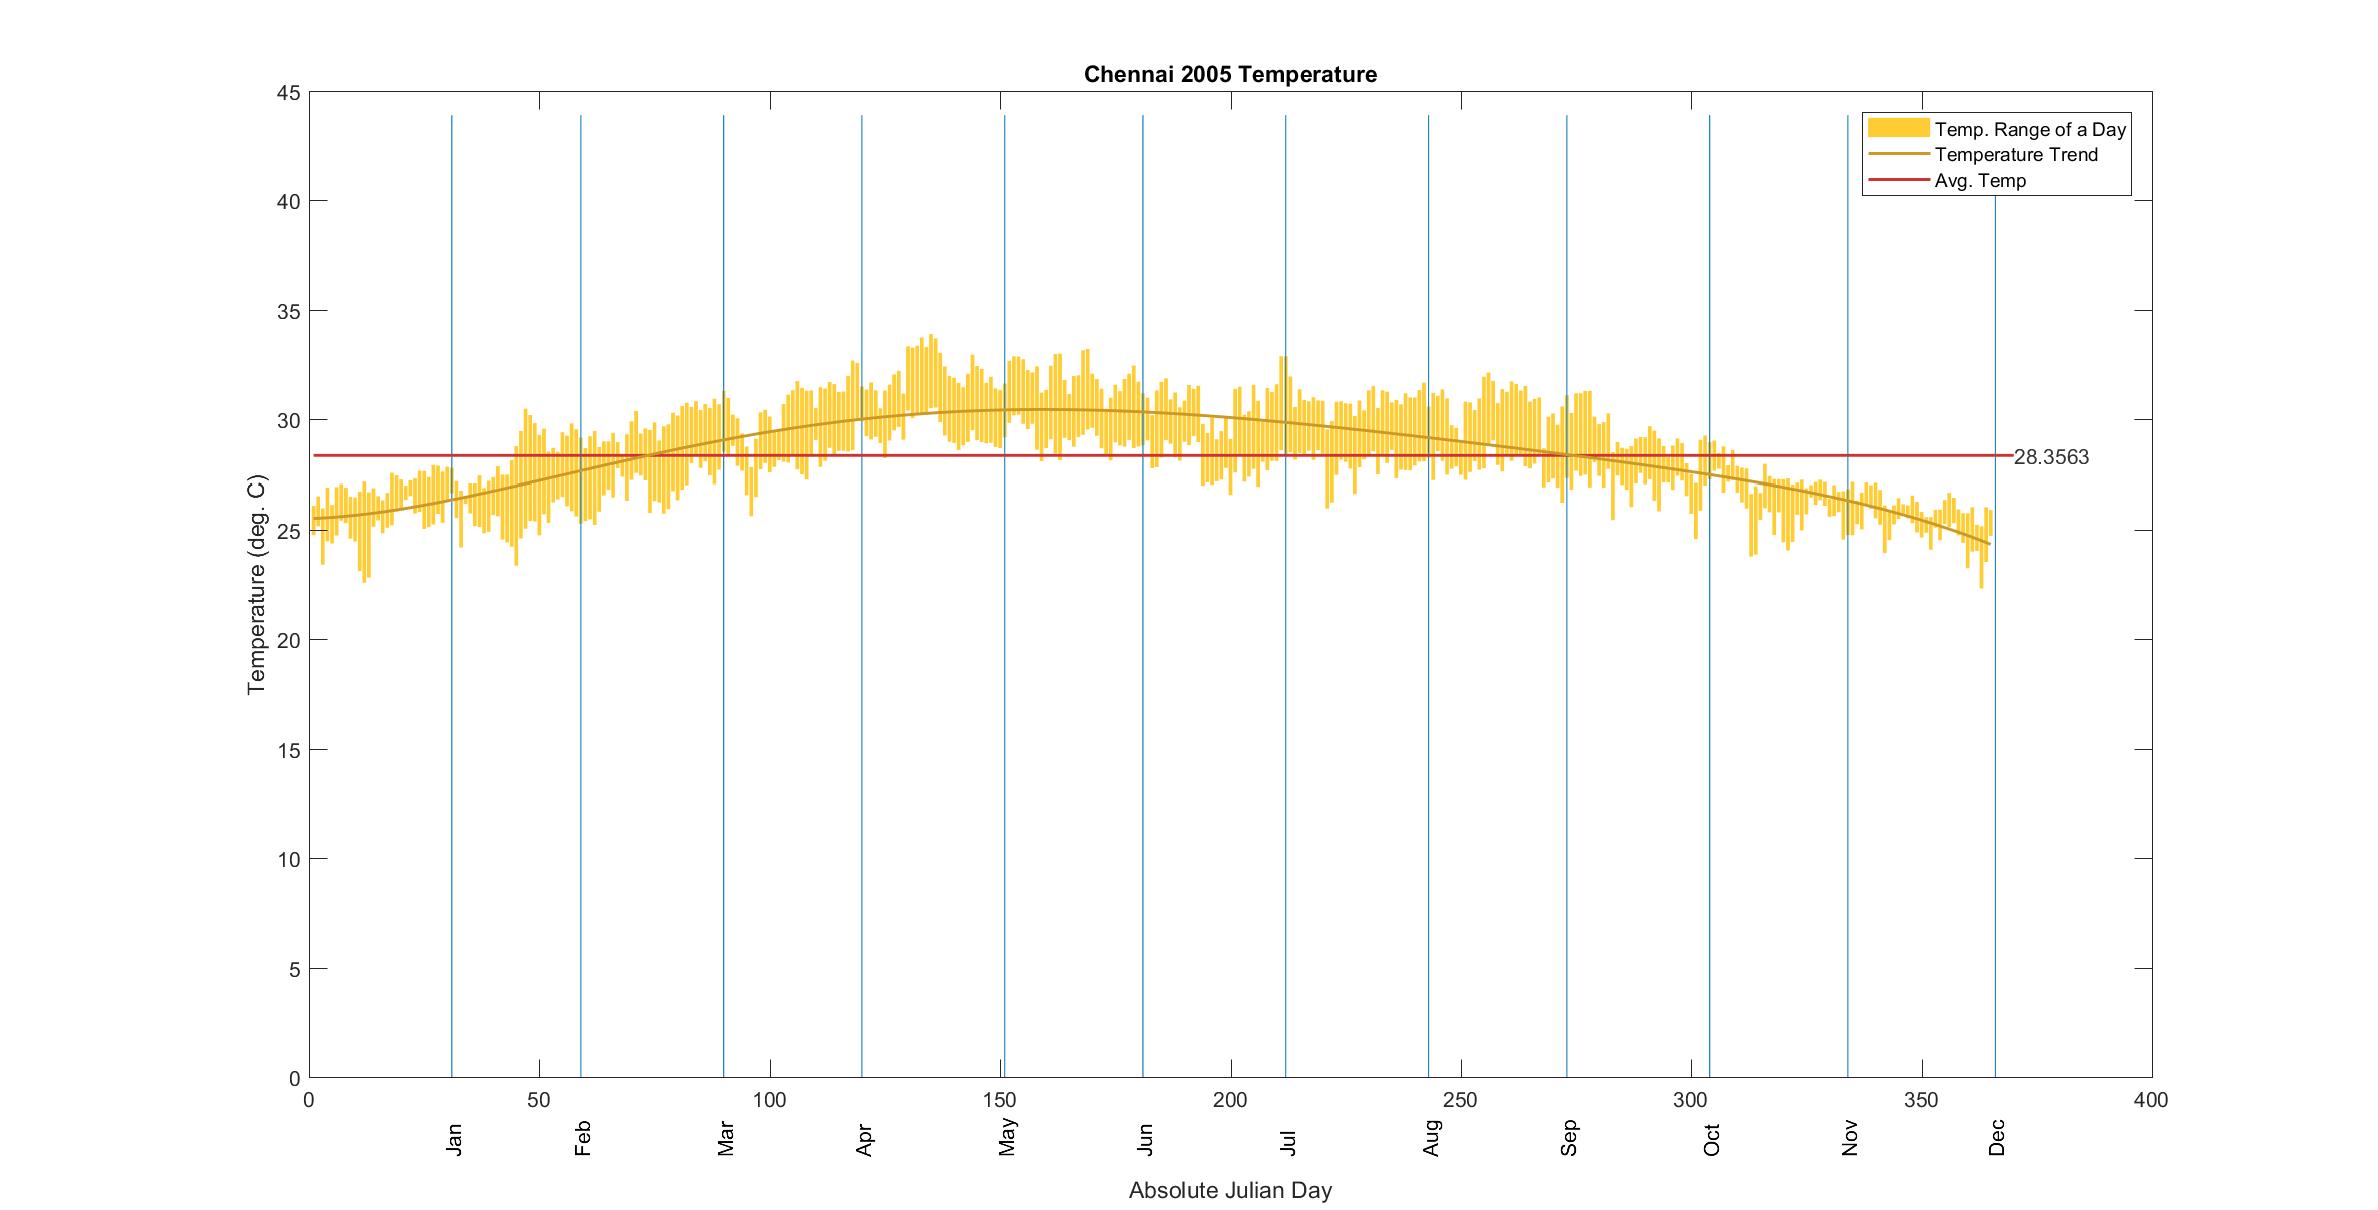 Chennai 2005 Temperature
Temp. Range of a Day
Temperature Trend
Avg. Temp
45
40
35
30
25
20
15
10
5
0
Temperature (deg. C)
28.3563
0 50 100 150 200 250 300 350 400
Jan Feb Mar Apr May Jun Jul Aug Sep Oct Nov Dec
Absolute Julian Day